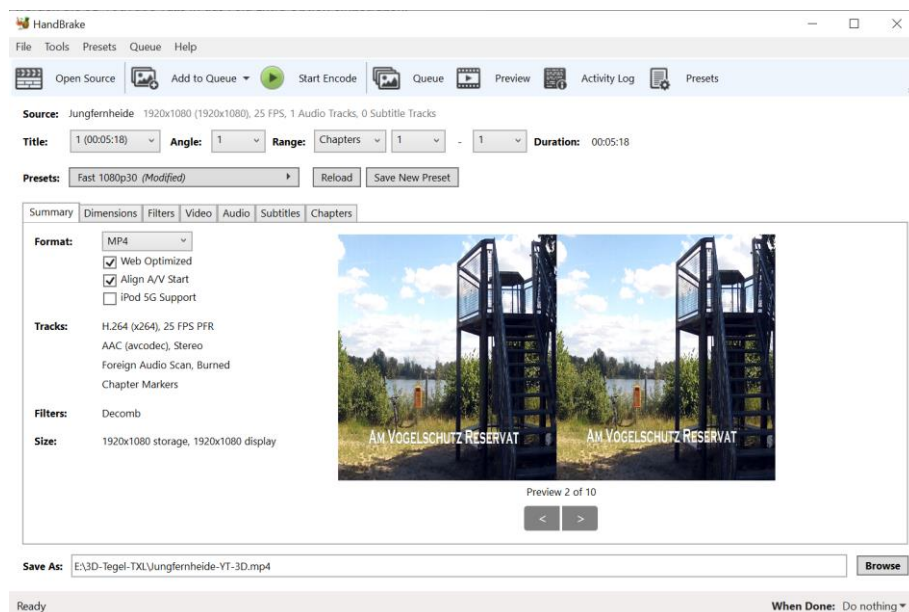 HandBrake
File Tools Presets Queue Help
Open Source Add to Queue Start Encode Queue Preview Activity Log Presets
Source: Jungfernheide 1920x1080 (1920x1080), 25 FPS, 1 Audio Tracks, 0 Subtitle Tracks
Title: 1 (00:05:18) Angle: 1 Range: Chapters 1 - 1 Duration: 00:05:18
Presets: Fast 1080p30 (Modified) Reload Save New Preset
Summary Dimensions Filters Video Audio Subtitles Chapters
Format: MP4
Web Optimized
Align A/V Start
iPod 5G Support
Tracks: H.264 (x264), 25 FPS PFR
AAC (avcodec), Stereo
Foreign Audio Scan, Burned
Chapter Markers
Filters: Decomb
Size: 1920x1080 storage, 1920x1080 display
AM VOGELSCHUTZ RESERVAT AM VOGELSCHUTZ RESERVAT
Preview 2 of 10
< >
Save As: E:\3D-Tegel-TXL\Jungfernheide-YT-3D.mp4 Browse
Ready When Done: Do nothing